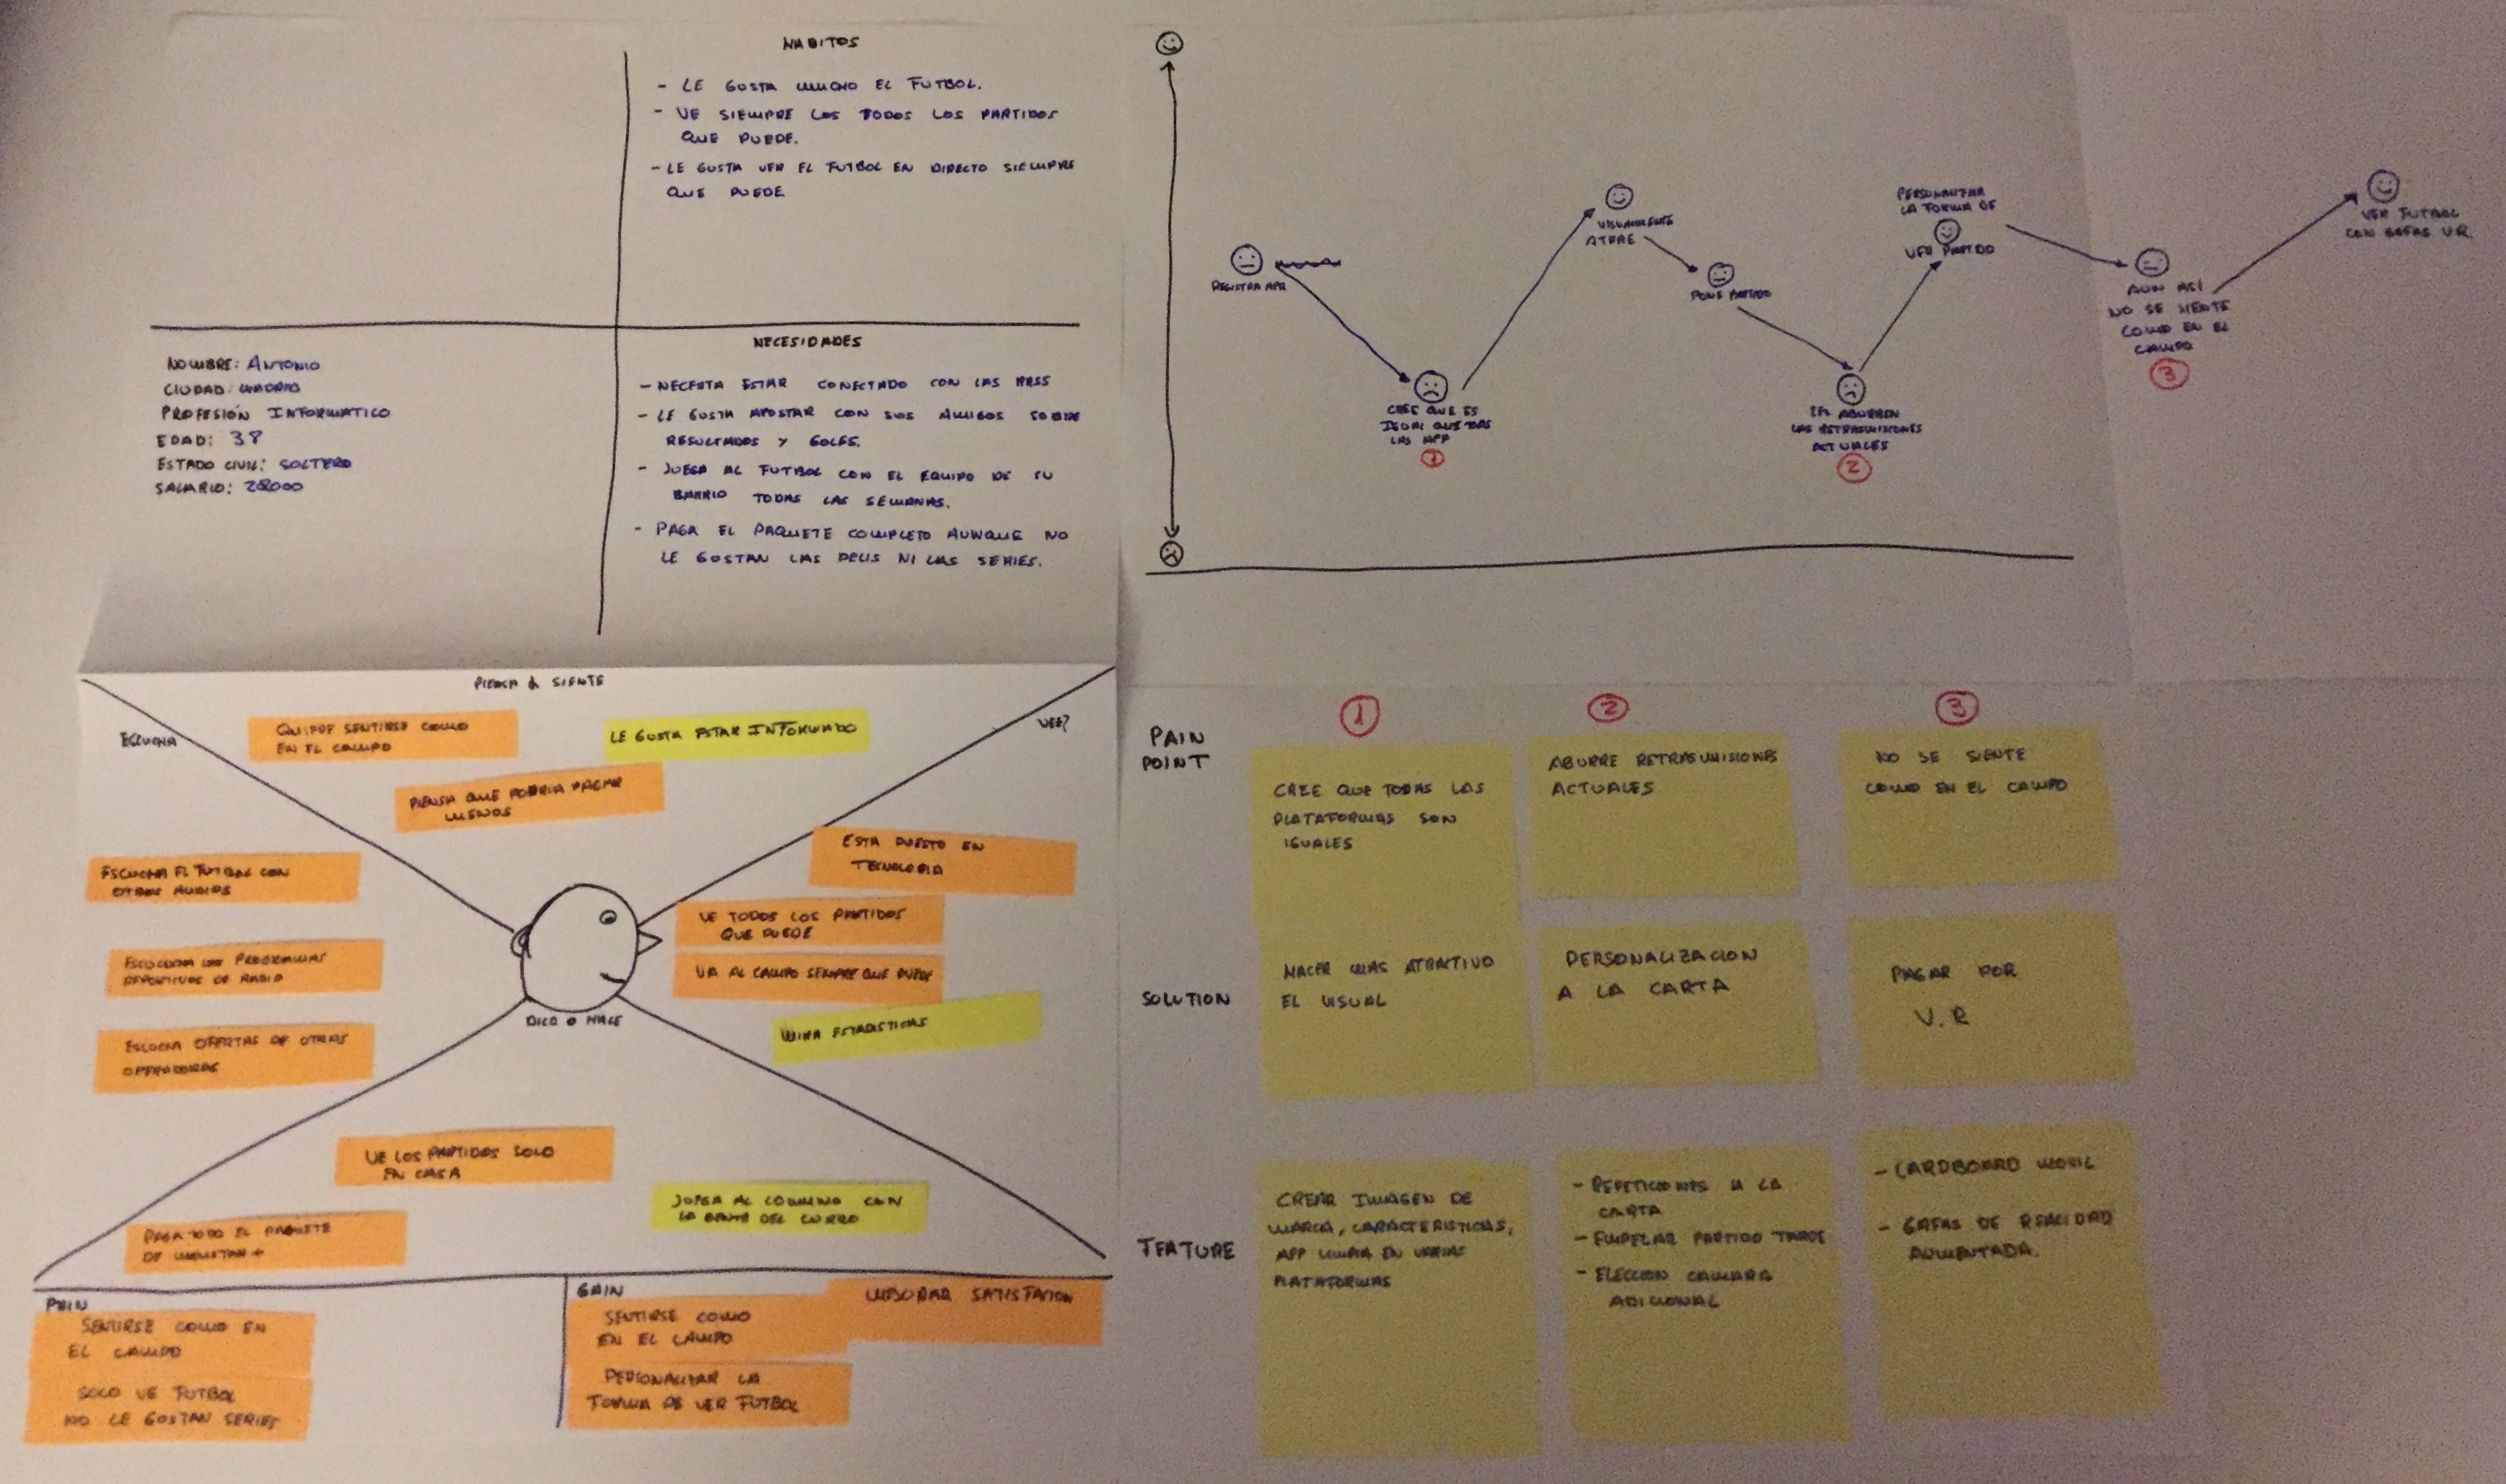 HABITOS
- LE GUSTA MUCHO EL FUTBOL.
- VE SIEMPRE LOS TODOS LOS PARTIDOS
QUE PUEDE.
- LE GUSTA VER EL FUTBOL EN DIRECTO SIEMPRE
QUE PUEDE.
NOMBRE: ANTONIO
CIUDAD: MADRID
PROFESIÓN INFORMATICO
EDAD: 38
ESTADO CIVIL: SOLTERO
SALARIO: 28000
NECESIDADES
- NECESITA ESTAR CONECTADO CON LAS RRSS
- LE GUSTA APOSTAR CON SUS AMIGOS SOBRE
RESULTADOS Y GOLES.
- JUEGA AL FUTBOL CON EL EQUIPO DE SU
BARRIO TODAS LAS SEMANAS.
- PAGA EL PAQUETE COMPLETO AUNQUE NO
LE GUSTAN LAS PELIS NI LAS SERIES.
REGISTRA APP
CREE QUE ES
IGUAL QUE MAS
LAS APP
1
VISUALMENTE
ATRAE
PONE PARTIDO
LE ABURREN
LAS RETRASMISIONES
ACTUALES
2
PERSONALIZAR
LA FORMA DE
VER PARTIDO
AUN ASI
NO SE SIENTE
COMO EN EL
CAMPO
3
VER FUTBOL
CON GAFAS V.R.
PIENSA & SIENTE
ESCUCHA
VEE?
QUIERE SENTIRSE COMO
EN EL CAMPO
LE GUSTA ESTAR INFORMADO
PIENSA QUE PODRIA PAGAR
MENOS
ESCUCHA EL FUTBOL CON
OTROS AUDIOS
ESCUCHA LOS PROGRAMAS
DEPORTIVOS DE RADIO
ESCUCHA OFERTAS DE OTRAS
OPERADORAS
ESTA PUESTO EN
TECNOLOGIA
VE TODOS LOS PARTIDOS
QUE PUEDE
VA AL CAMPO SIEMPRE QUE PUEDE
MIRA ESTADISTICAS
DICE O HACE
VE LOS PARTIDOS SOLO
EN CASA
JUEGA AL COMUNIO CON
LA GENTE DEL CURRO
PAGA TODO EL PAQUETE
DE MOVISTAR +
PAIN
SENTIRSE COMO EN
EL CAMPO
SOLO VE FUTBOL
NO LE GUSTAN SERIES
GAIN
SENTIRSE COMO
EN EL CAMPO
MEJORAR SATISFACION
PERSONALIZAR LA
FORMA DE VER FUTBOL
1
2
3
PAIN
POINT
CREE QUE TODAS LAS
PLATAFORMAS SON
IGUALES
ABURRE RETRASMISIONES
ACTUALES
NO SE SIENTE
COMO EN EL CAMPO
SOLUTION
HACER MAS ATRACTIVO
EL VISUAL
PERSONALIZACION
A LA CARTA
PAGAR POR
V.R
FEATURE
CREAR IMAGEN DE
MARCA, CARACTERISTICAS,
APP UNICA EN VARIAS
PLATAFORMAS
- REPETICIONES A LA
CARTA
- EMPEZAR PARTIDO TARDE
- ELECCION CAMARA
ADICIONAL
- CARDBOARD MOVIL
- GAFAS DE REALIDAD
AUMENTADA.